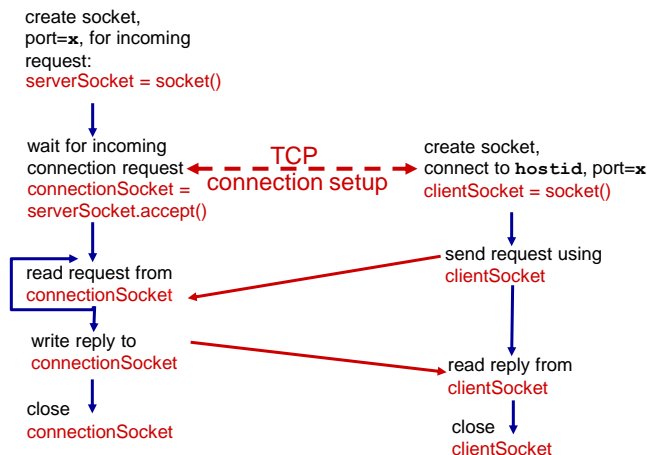 create socket,
port=x, for incoming
request:
serverSocket = socket()
wait for incoming
connection request
connectionSocket =
serverSocket.accept()
TCP
connection setup
create socket,
connect to hostid, port=x
clientSocket = socket()
read request from
connectionSocket
send request using
clientSocket
write reply to
connectionSocket
read reply from
clientSocket
close
connectionSocket
close
clientSocket